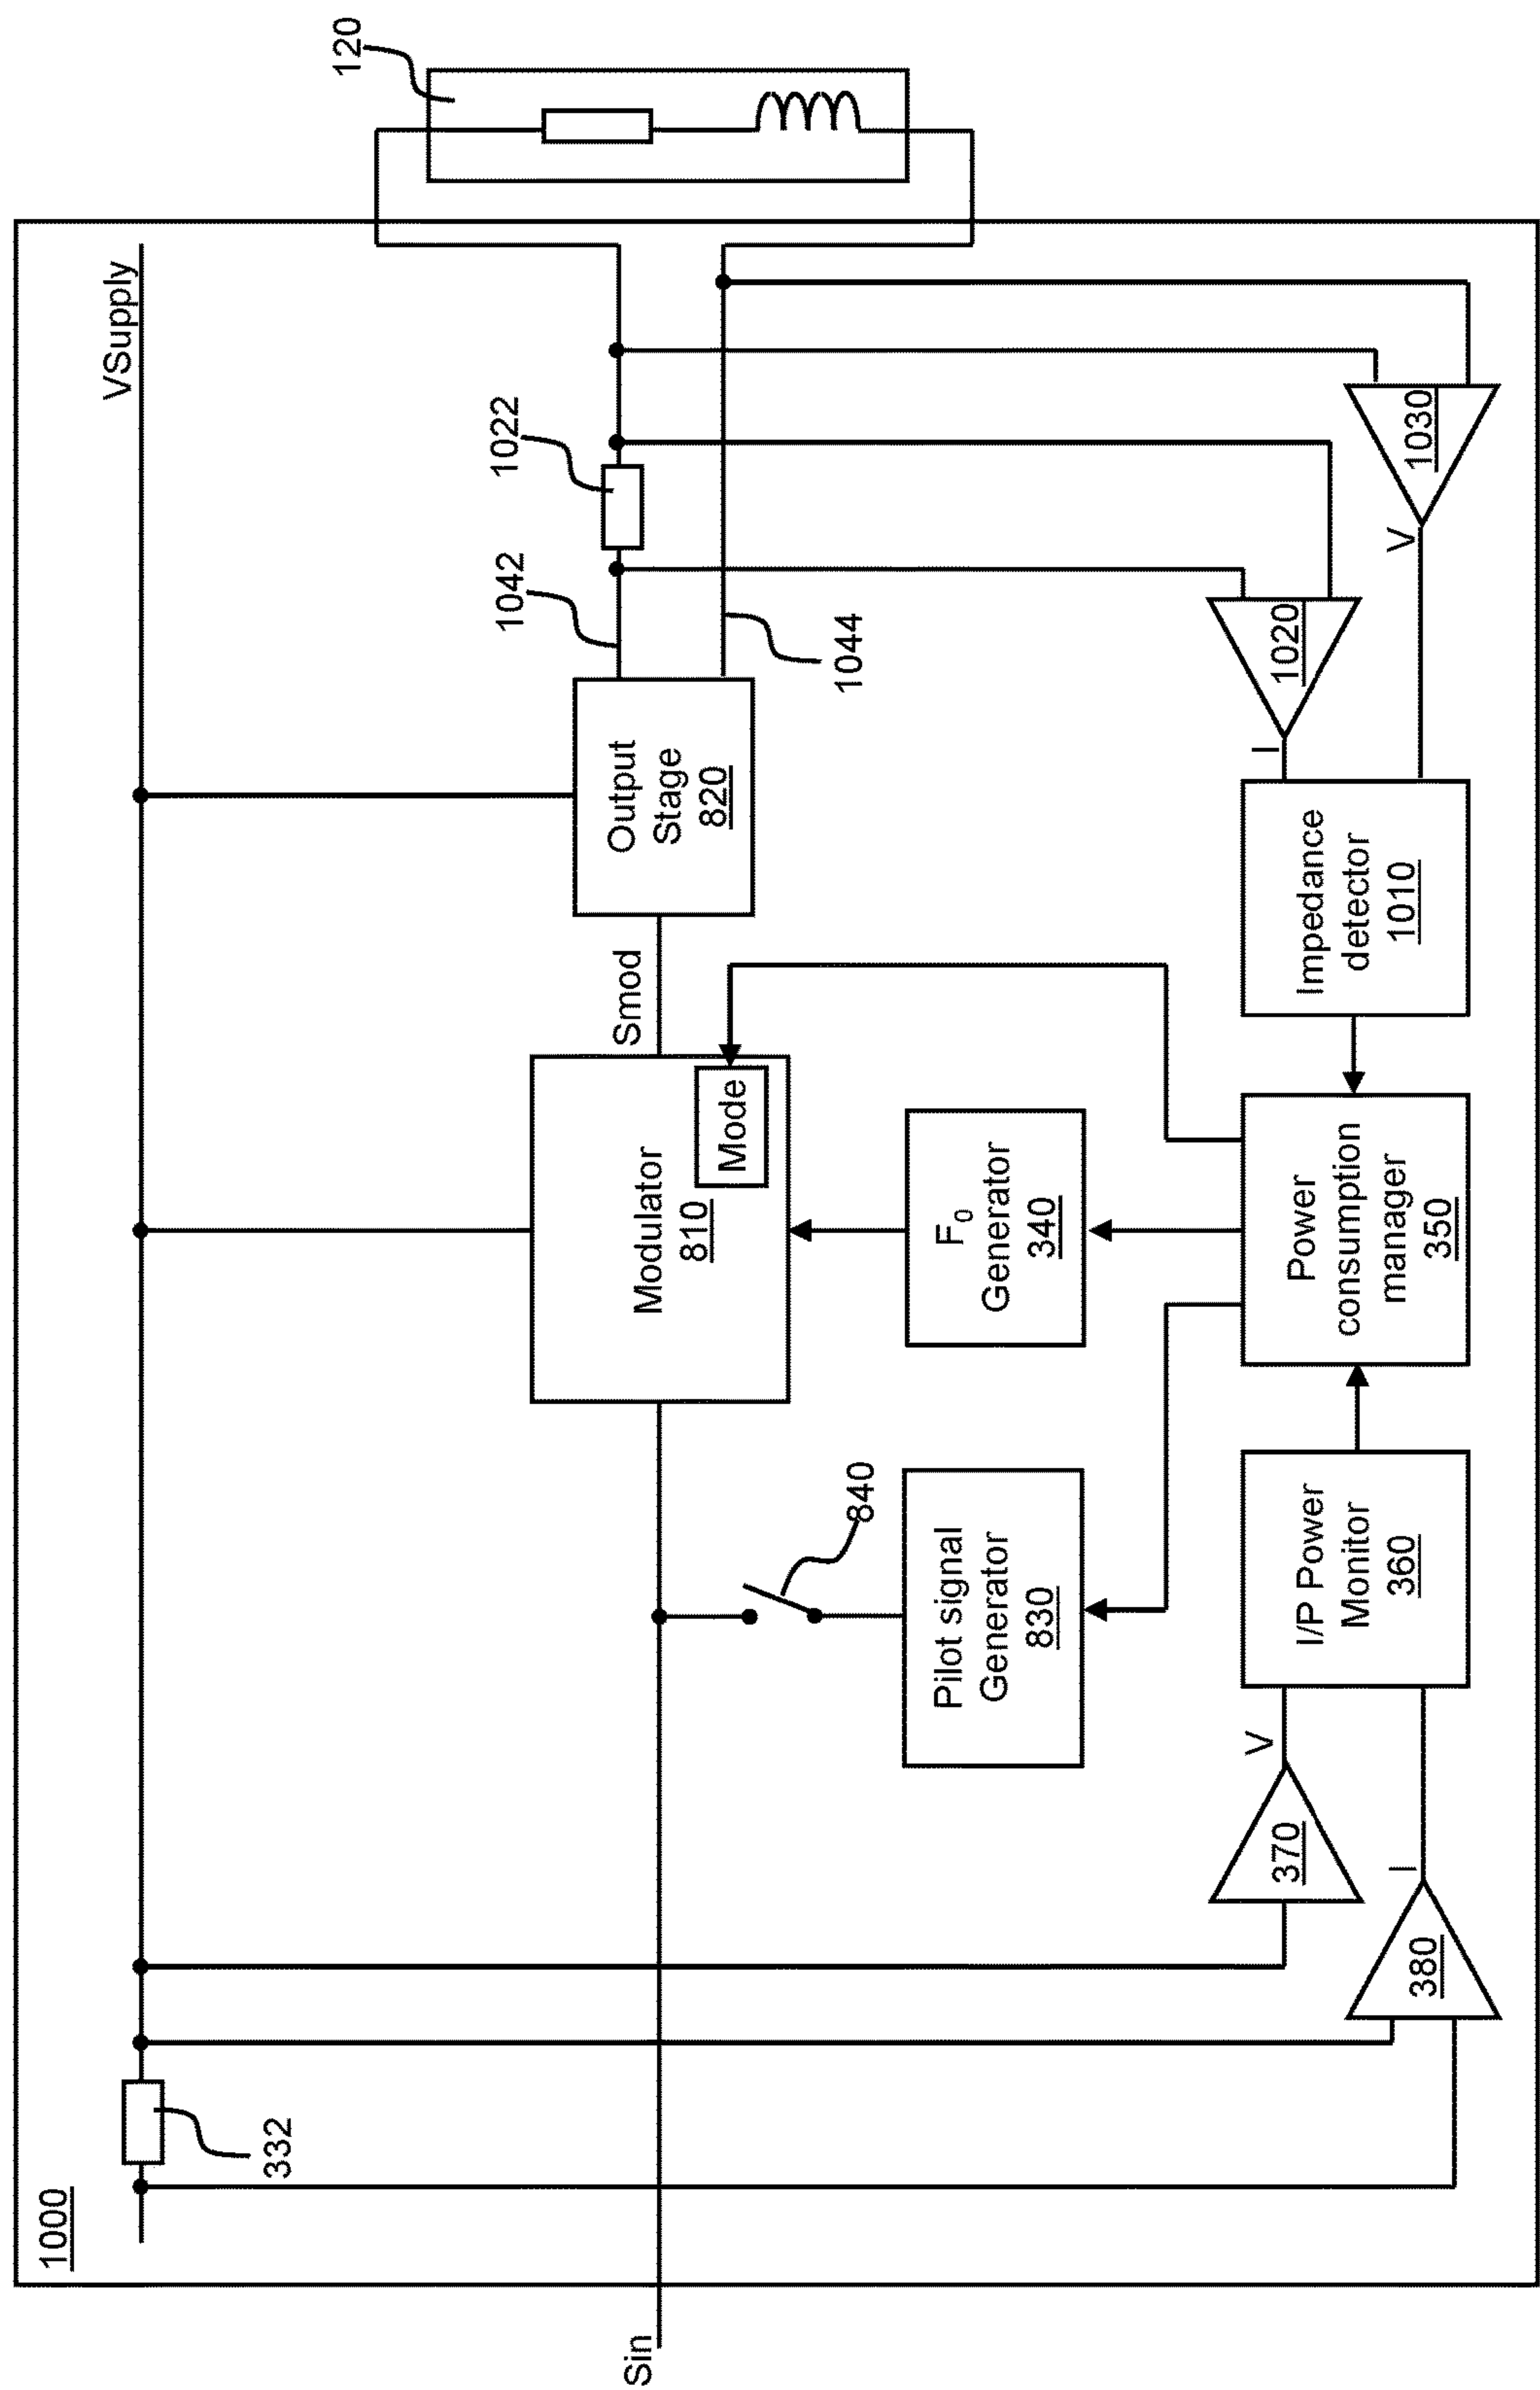 1000
VSupply
332
120
1022
1042
1044
Sin
Modulator
810
Mode
Smod
Output
Stage
820
840
Pilot signal
Generator
830
F₀
Generator
340
370
V
380
I
I/P Power
Monitor
360
Power
consumption
manager
350
Impedance
detector
1010
I
1020
V
1030